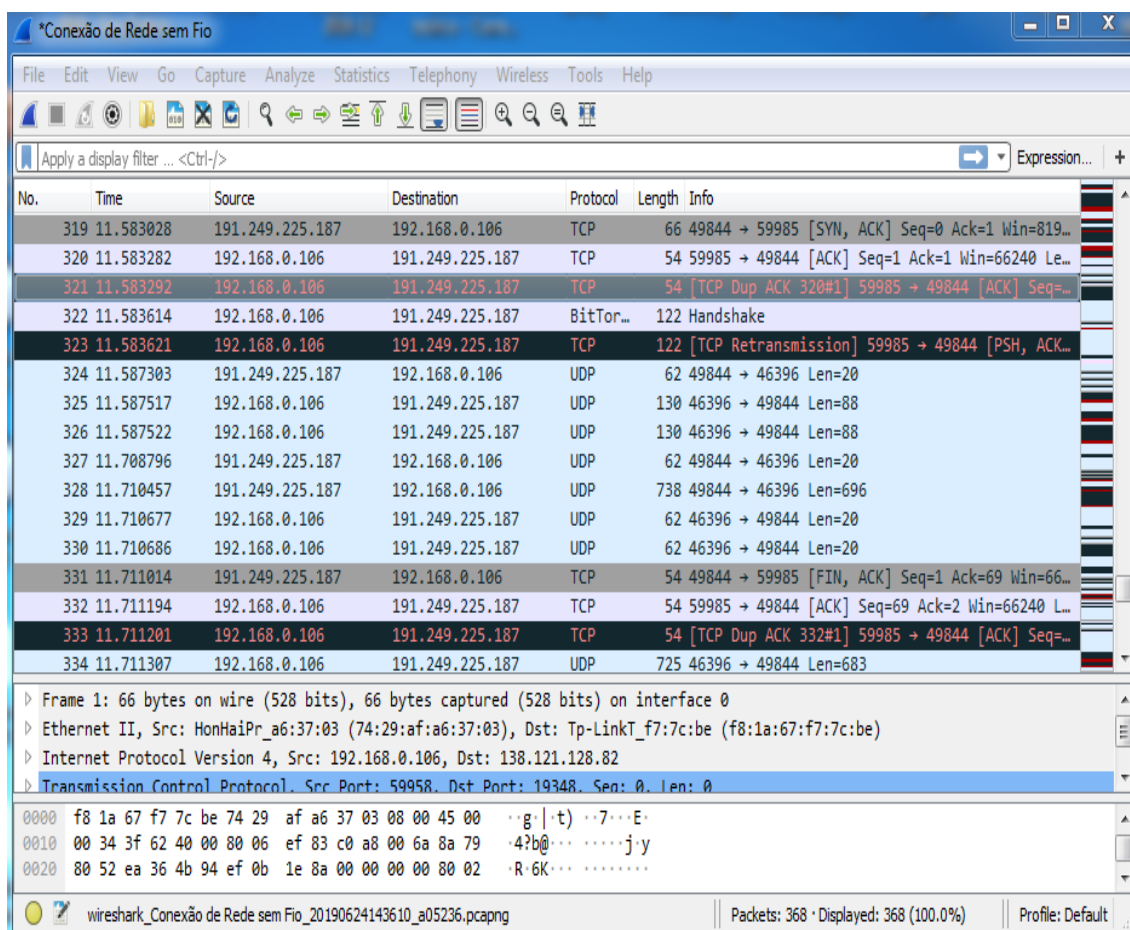 *Conexão de Rede sem Fio
File Edit View Go Capture Analyze Statistics Telephony Wireless Tools Help
Apply a display filter ... <Ctrl-/> Expression... +
No. Time Source Destination Protocol Length Info
319 11.583028 191.249.225.187 192.168.0.106 TCP 66 49844 → 59985 [SYN, ACK] Seq=0 Ack=1 Win=819…
320 11.583282 192.168.0.106 191.249.225.187 TCP 54 59985 → 49844 [ACK] Seq=1 Ack=1 Win=66240 Le…
321 11.583292 192.168.0.106 191.249.225.187 TCP 54 [TCP Dup ACK 320#1] 59985 → 49844 [ACK] Seq=…
322 11.583614 192.168.0.106 191.249.225.187 BitTor… 122 Handshake
323 11.583621 192.168.0.106 191.249.225.187 TCP 122 [TCP Retransmission] 59985 → 49844 [PSH, ACK…
324 11.587303 191.249.225.187 192.168.0.106 UDP 62 49844 → 46396 Len=20
325 11.587517 192.168.0.106 191.249.225.187 UDP 130 46396 → 49844 Len=88
326 11.587522 192.168.0.106 191.249.225.187 UDP 130 46396 → 49844 Len=88
327 11.708796 191.249.225.187 192.168.0.106 UDP 62 49844 → 46396 Len=20
328 11.710457 191.249.225.187 192.168.0.106 UDP 738 49844 → 46396 Len=696
329 11.710677 192.168.0.106 191.249.225.187 UDP 62 46396 → 49844 Len=20
330 11.710686 192.168.0.106 191.249.225.187 UDP 62 46396 → 49844 Len=20
331 11.711014 191.249.225.187 192.168.0.106 TCP 54 49844 → 59985 [FIN, ACK] Seq=1 Ack=69 Win=66…
332 11.711194 192.168.0.106 191.249.225.187 TCP 54 59985 → 49844 [ACK] Seq=69 Ack=2 Win=66240 L…
333 11.711201 192.168.0.106 191.249.225.187 TCP 54 [TCP Dup ACK 332#1] 59985 → 49844 [ACK] Seq=…
334 11.711307 192.168.0.106 191.249.225.187 UDP 725 46396 → 49844 Len=683
Frame 1: 66 bytes on wire (528 bits), 66 bytes captured (528 bits) on interface 0
Ethernet II, Src: HonHaiPr_a6:37:03 (74:29:af:a6:37:03), Dst: Tp-LinkT_f7:7c:be (f8:1a:67:f7:7c:be)
Internet Protocol Version 4, Src: 192.168.0.106, Dst: 138.121.128.82
Transmission Control Protocol, Src Port: 59958, Dst Port: 19348, Seq: 0, Len: 0
0000 f8 1a 67 f7 7c be 74 29 af a6 37 03 08 00 45 00 ··g·|·t) ··7···E·
0010 00 34 3f 62 40 00 80 06 ef 83 c0 a8 00 6a 8a 79 ·4?b@··· ·····j·y
0020 80 52 ea 36 4b 94 ef 0b 1e 8a 00 00 00 00 80 02 ·R·6K··· ········
wireshark_Conexão de Rede sem Fio_20190624143610_a05236.pcapng Packets: 368 · Displayed: 368 (100.0%) Profile: Default